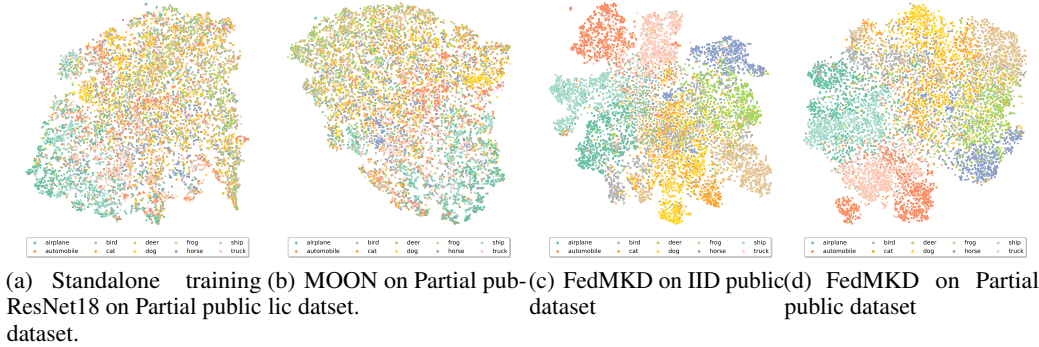 airplane bird deer frog ship
automobile cat dog horse truck
airplane bird deer frog ship
automobile cat dog horse truck
airplane bird deer frog ship
automobile cat dog horse truck
airplane bird deer frog ship
automobile cat dog horse truck
(a) Standalone training
ResNet18 on Partial public
dataset.
(b) MOON on Partial pub-
lic datset.
(c) FedMKD on IID public
dataset
(d) FedMKD on Partial
public dataset